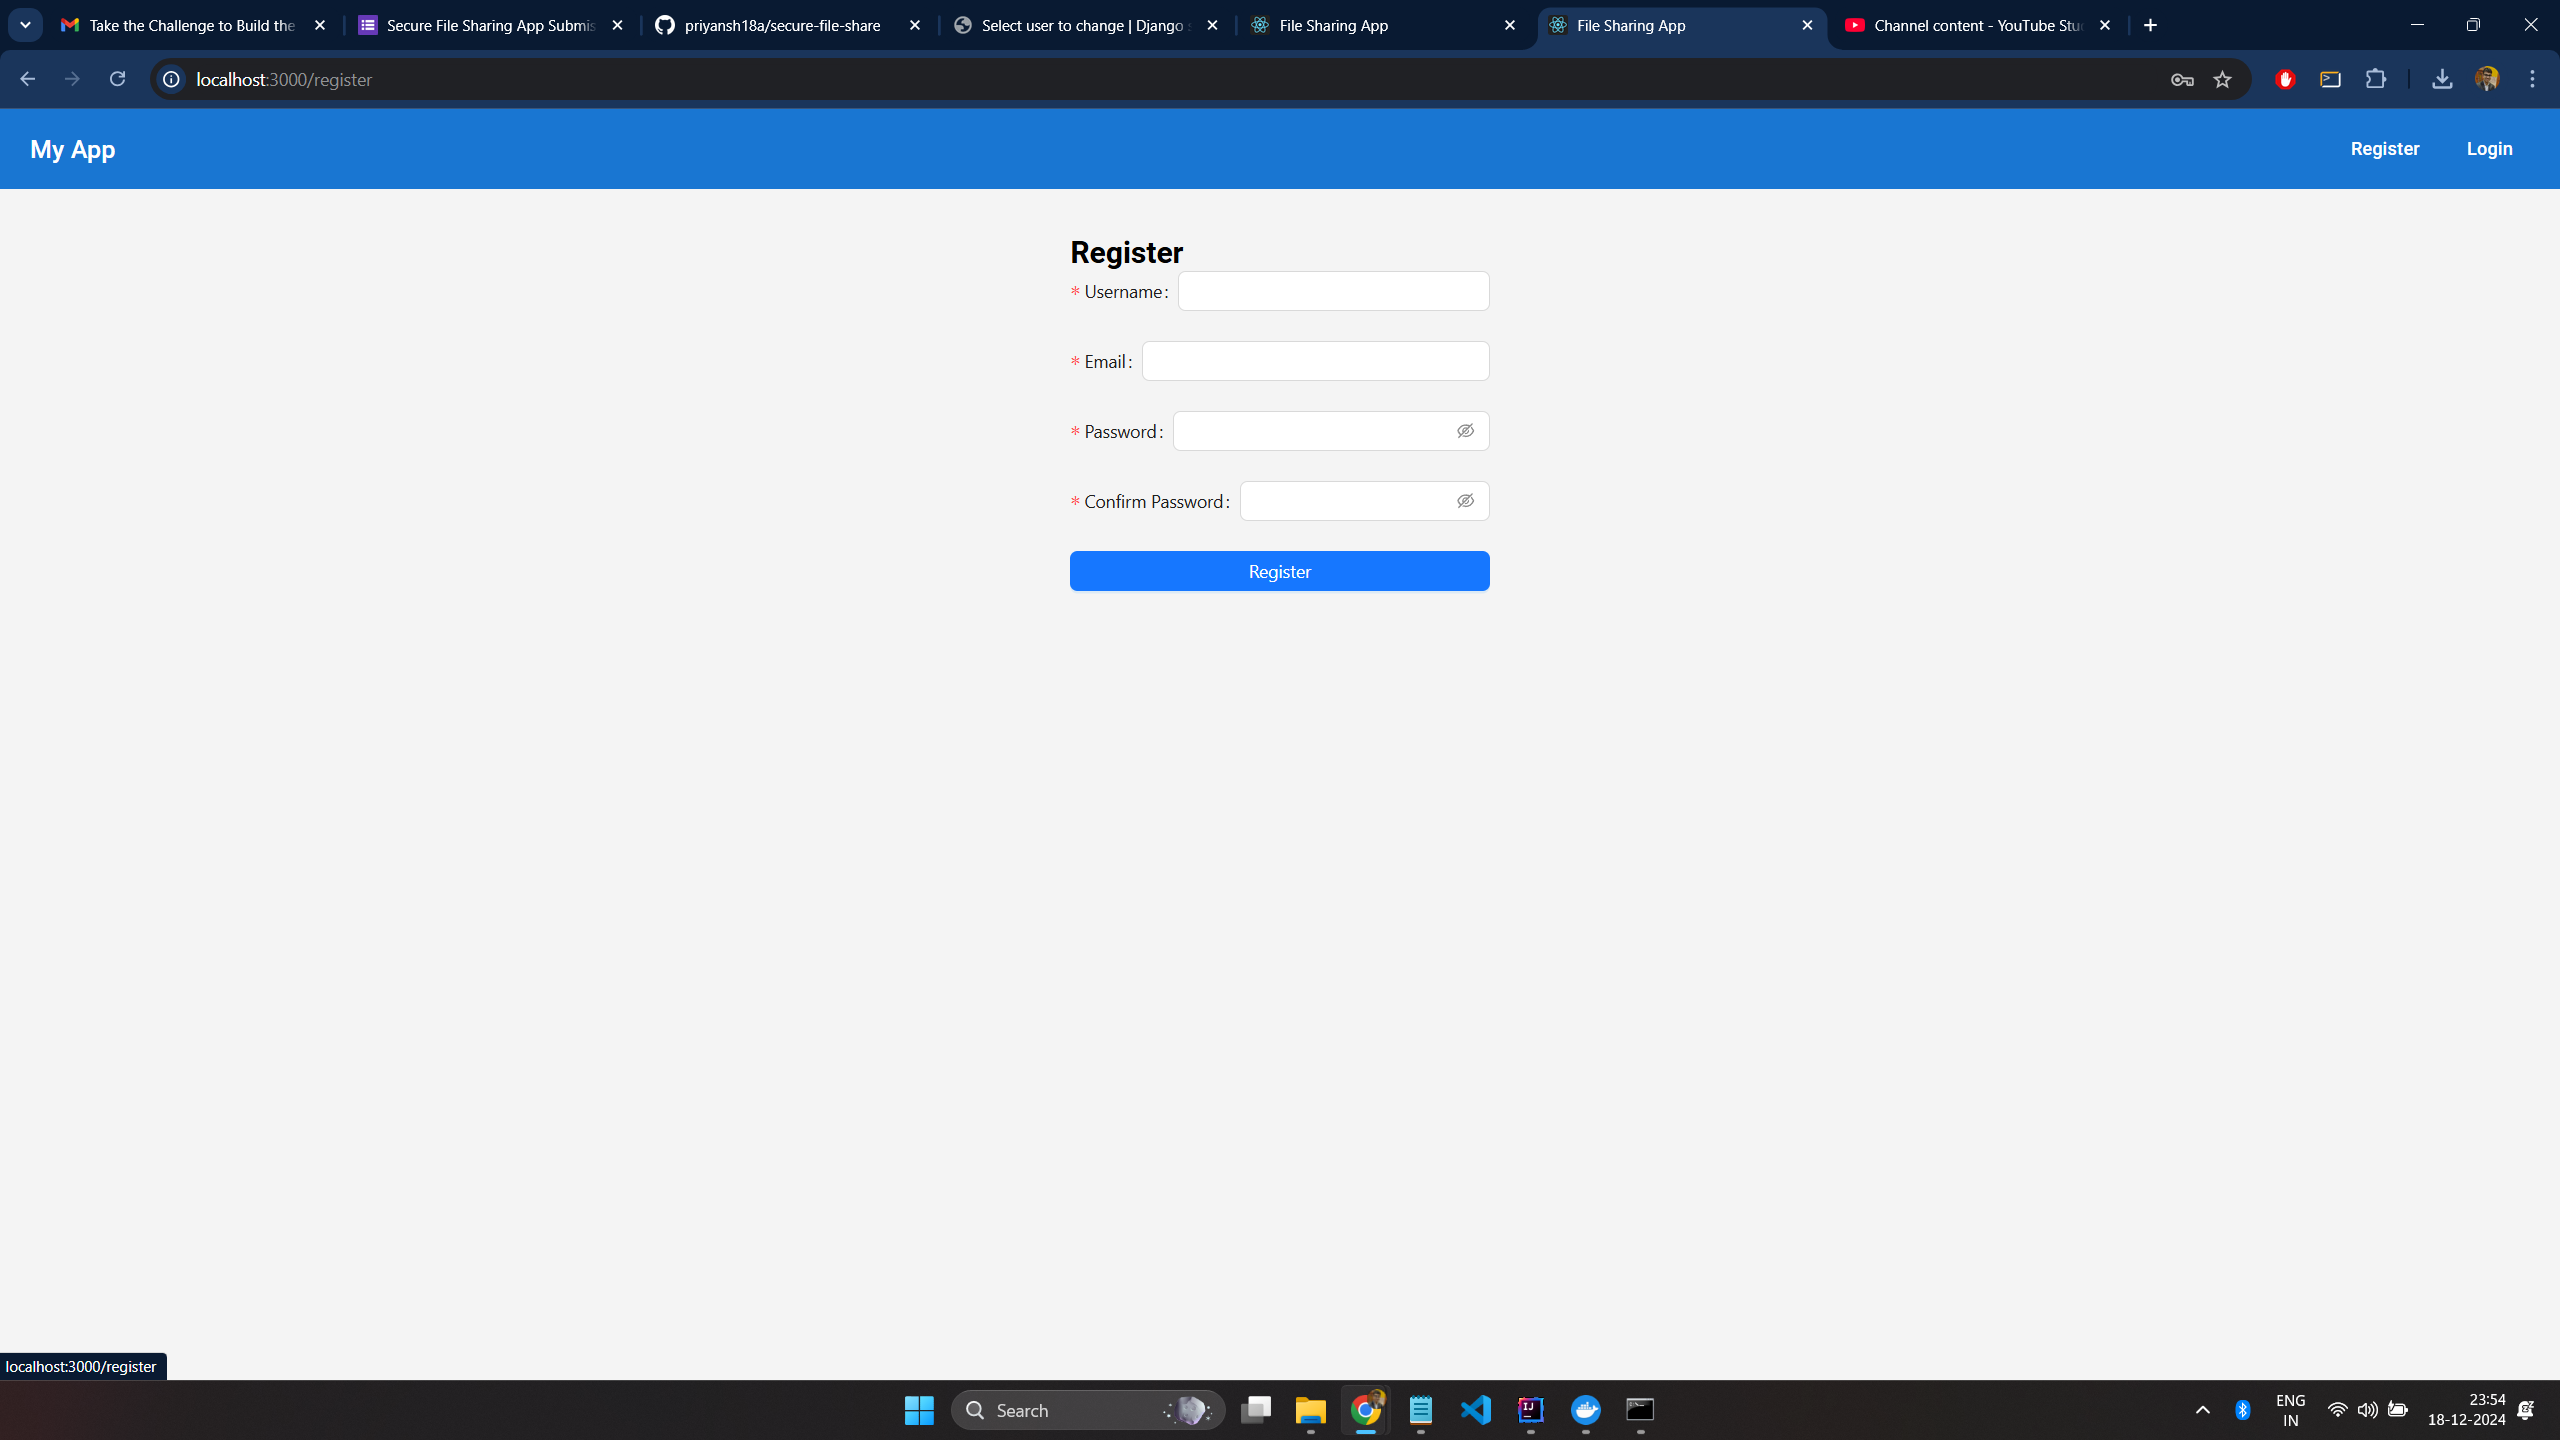 Take the Challenge to Build the
Secure File Sharing App Submis
priyansh18a/secure-file-share
Select user to change | Django s
File Sharing App
File Sharing App
Channel content - YouTube Stu
localhost:3000/register
My App
Register
Login
Register
* Username:
* Email:
* Password:
* Confirm Password:
Register
localhost:3000/register
Search
ENG
IN
23:54
18-12-2024